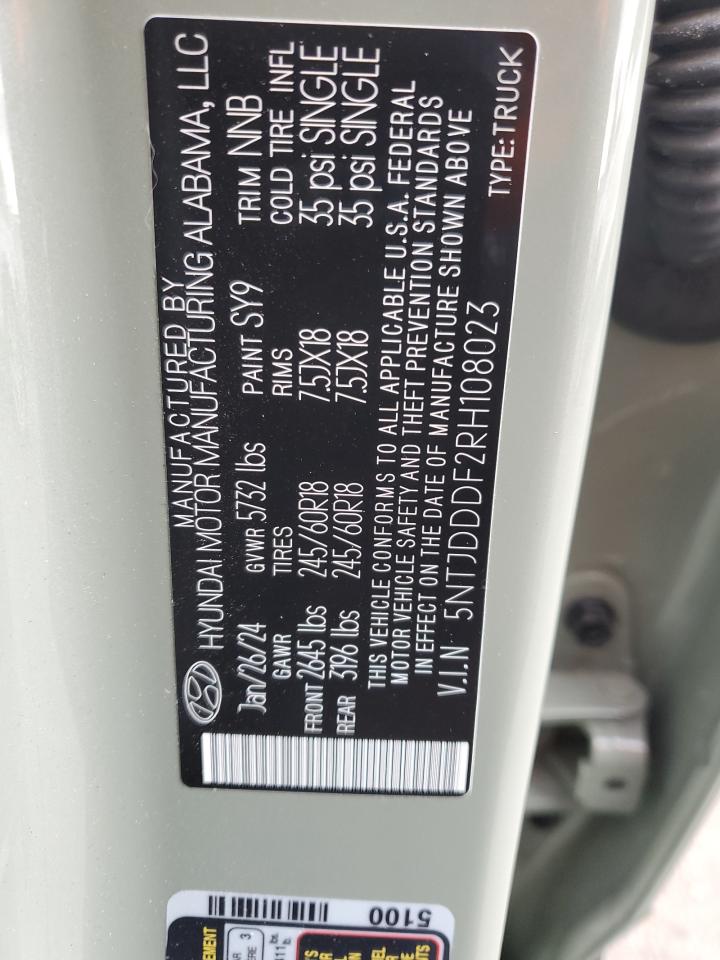 MANUFACTURED BY
HYUNDAI MOTOR MANUFACTURING ALABAMA, LLC
Jan/26/24 GVWR 5732 lbs PAINT SY9 TRIM NNB
GAWR TIRES RIMS COLD TIRE INFL
FRONT 2645 lbs 245/60R18 7.5JX18 35 psi SINGLE
REAR 3196 lbs 245/60R18 7.5JX18 35 psi SINGLE
THIS VEHICLE CONFORMS TO ALL APPLICABLE U.S.A. FEDERAL
MOTOR VEHICLE SAFETY AND THEFT PREVENTION STANDARDS
IN EFFECT ON THE DATE OF MANUFACTURE SHOWN ABOVE
V.I.N 5NTJDDDF2RH108023
TYPE:TRUCK
5100